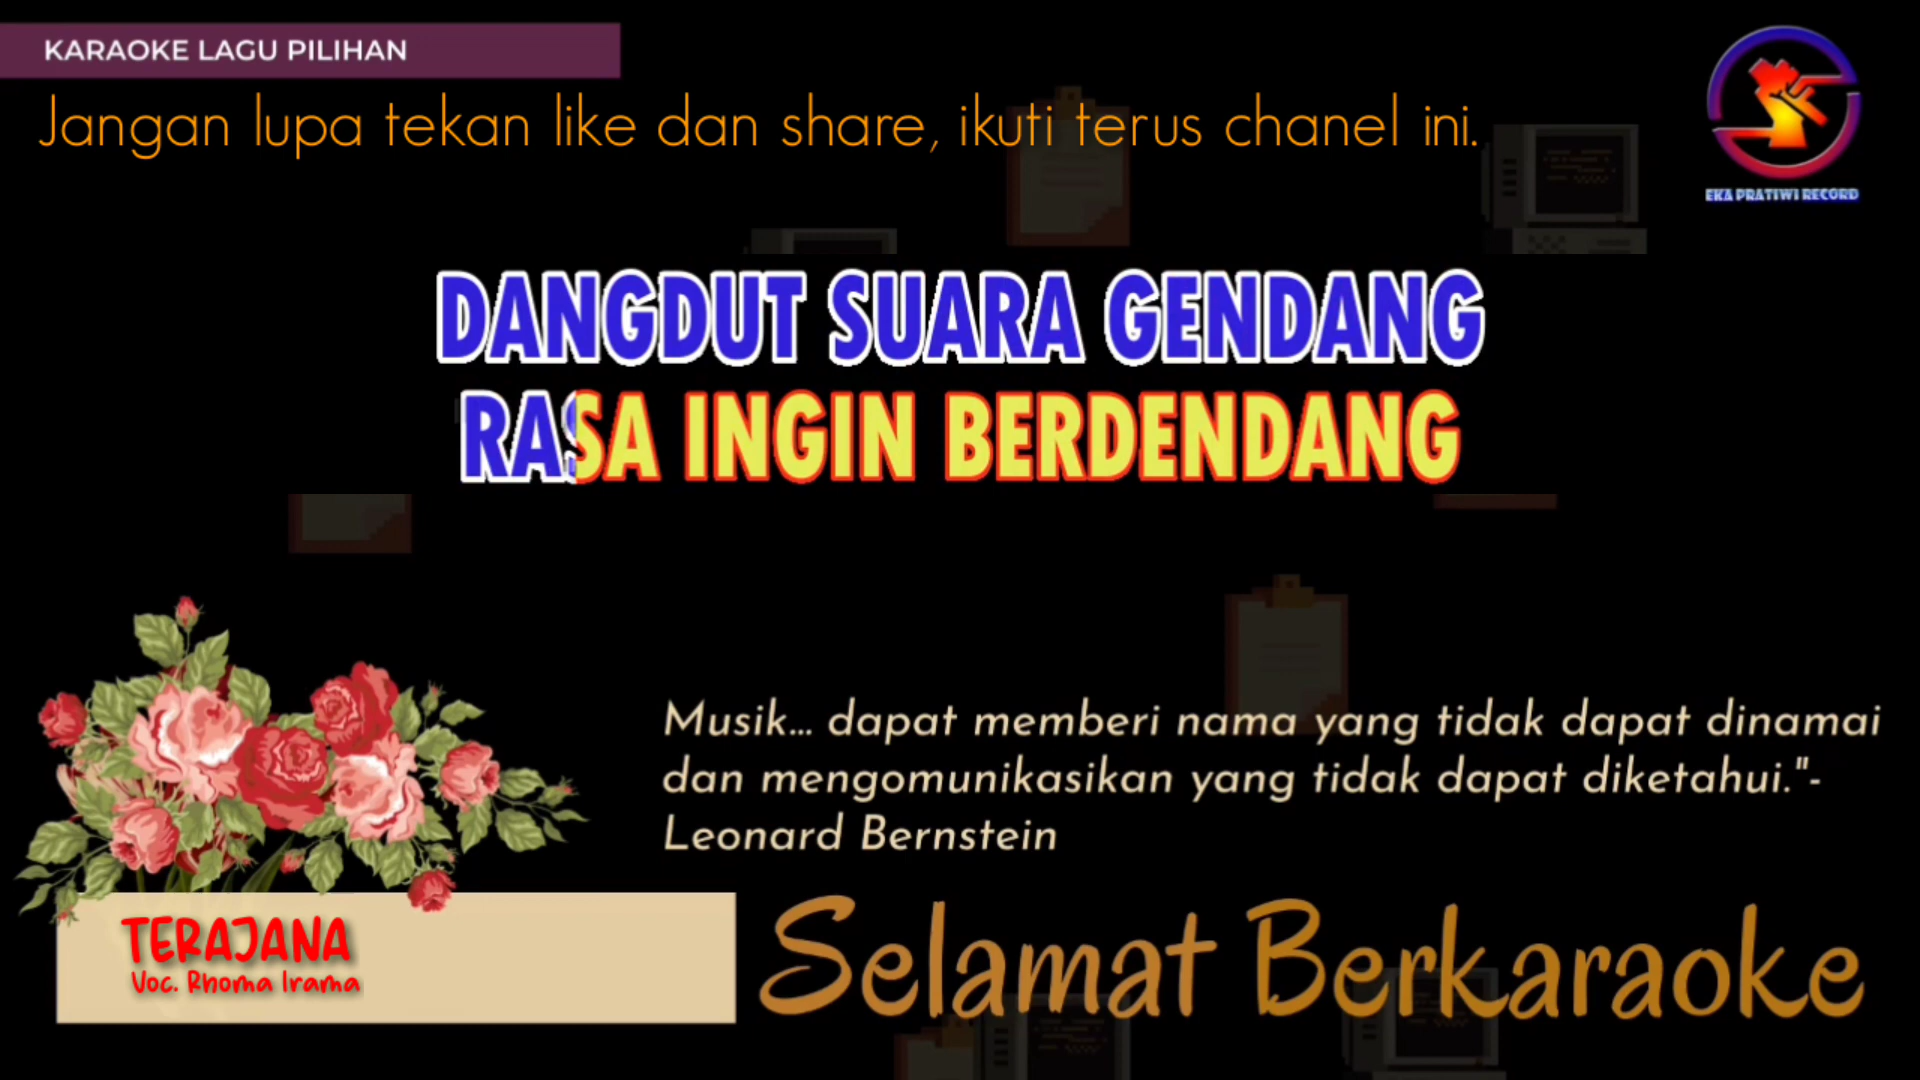 KARAOKE LAGU PILIHAN
Jangan lupa tekan like dan share, ikuti terus chanel ini.
EKA PRATIWI RECORD
DANGDUT SUARA GENDANG
RASA INGIN BERDENDANG
Musik... dapat memberi nama yang tidak dapat dinamai
dan mengomunikasikan yang tidak dapat diketahui."-
Leonard Bernstein
TERAJANA
Voc. Rhoma Irama
Selamat Berkaraoke